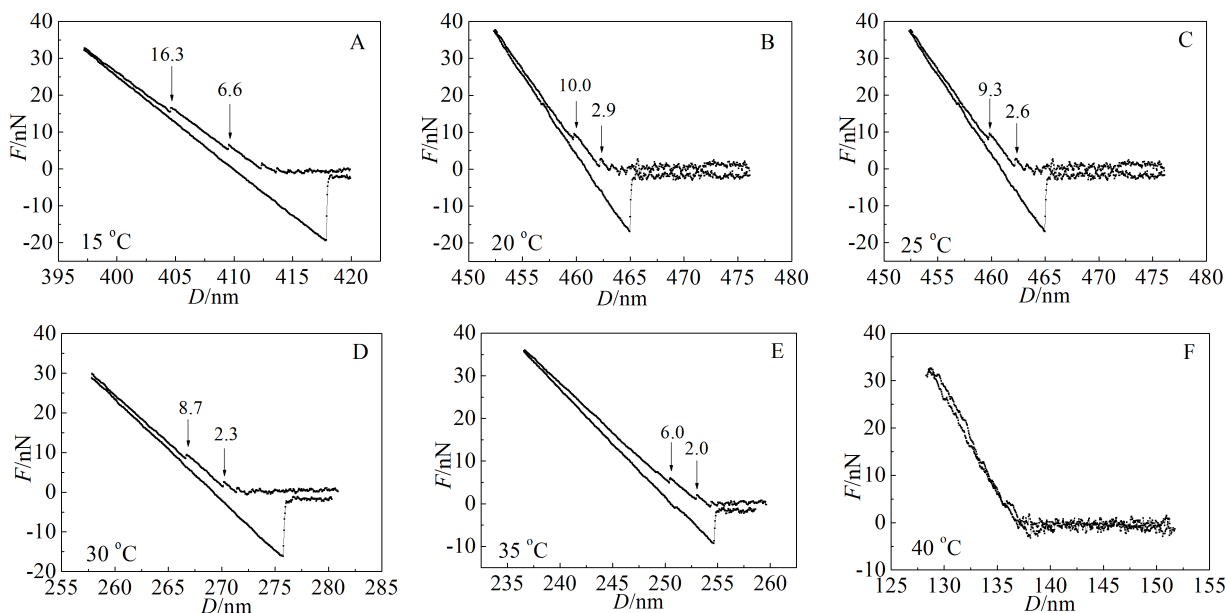 A
F/nN
40
30
20
10
0
-10
-20
16.3
6.6
15 °C
395 400 405 410 415 420
D/nm
B
F/nN
40
30
20
10
0
-10
-20
10.0
2.9
20 °C
450 455 460 465 470 475 480
D/nm
C
F/nN
40
30
20
10
0
-10
-20
9.3
2.6
25 °C
450 455 460 465 470 475 480
D/nm
D
F/nN
40
30
20
10
0
-10
-20
8.7
2.3
30 °C
255 260 265 270 275 280 285
D/nm
E
F/nN
40
30
20
10
0
-10
6.0
2.0
35 °C
235 240 245 250 255 260
D/nm
F
F/nN
40
30
20
10
0
-10
40 °C
125 130 135 140 145 150 155
D/nm